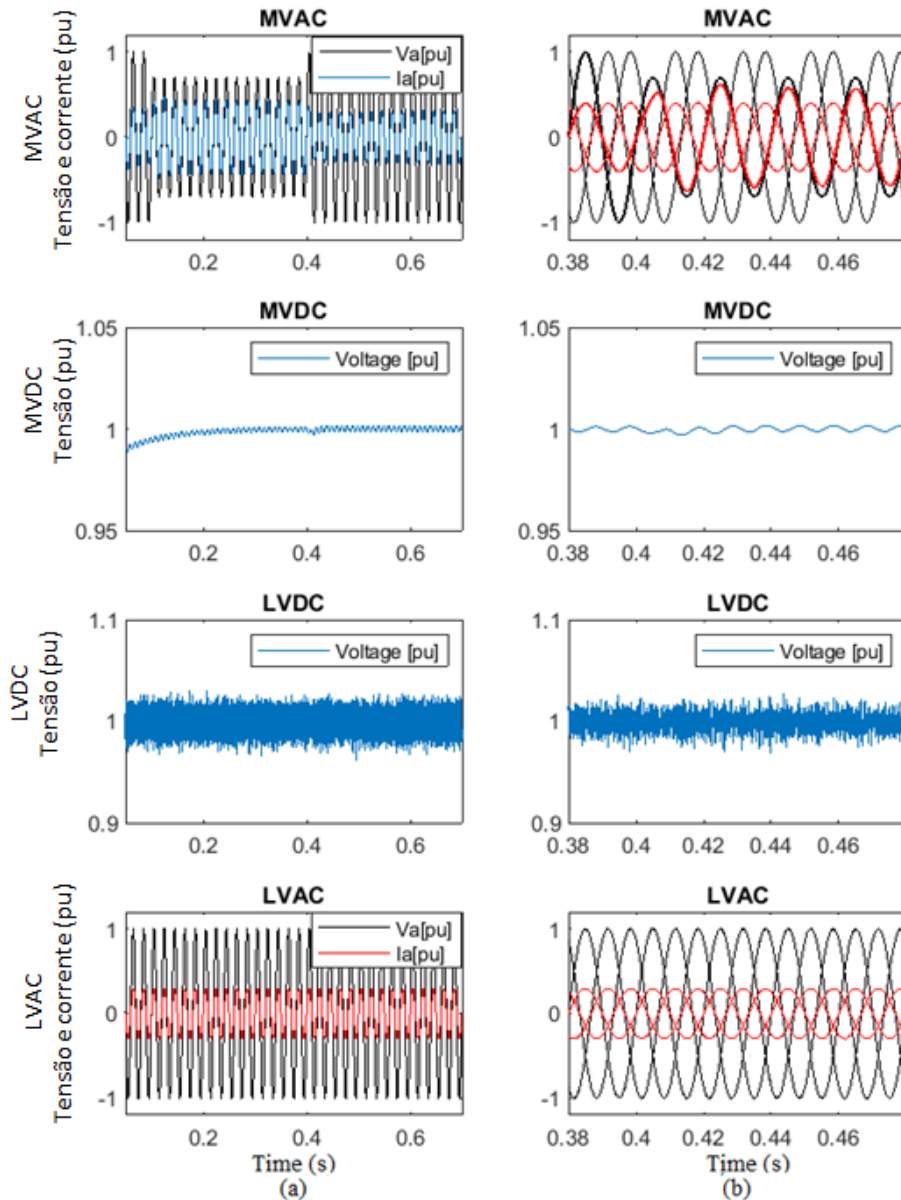 MVAC
MVAC
Tensão e corrente (pu)
1
0
-1
Va[pu]
Ia[pu]
0.2
0.4
0.6
MVAC
1
0
-1
0.38
0.4
0.42
0.44
0.46
MVDC
MVDC
Tensão (pu)
1.05
1
0.95
Voltage [pu]
0.2
0.4
0.6
MVDC
1.05
1
0.95
Voltage [pu]
0.38
0.4
0.42
0.44
0.46
LVDC
LVDC
Tensão (pu)
1.1
1
0.9
Voltage [pu]
0.2
0.4
0.6
LVDC
1.1
1
0.9
Voltage [pu]
0.38
0.4
0.42
0.44
0.46
LVAC
LVAC
Tensão e corrente (pu)
1
0
-1
Va[pu]
Ia[pu]
0.2
0.4
0.6
Time (s)
(a)
LVAC
1
0
-1
0.38
0.4
0.42
0.44
0.46
Time (s)
(b)